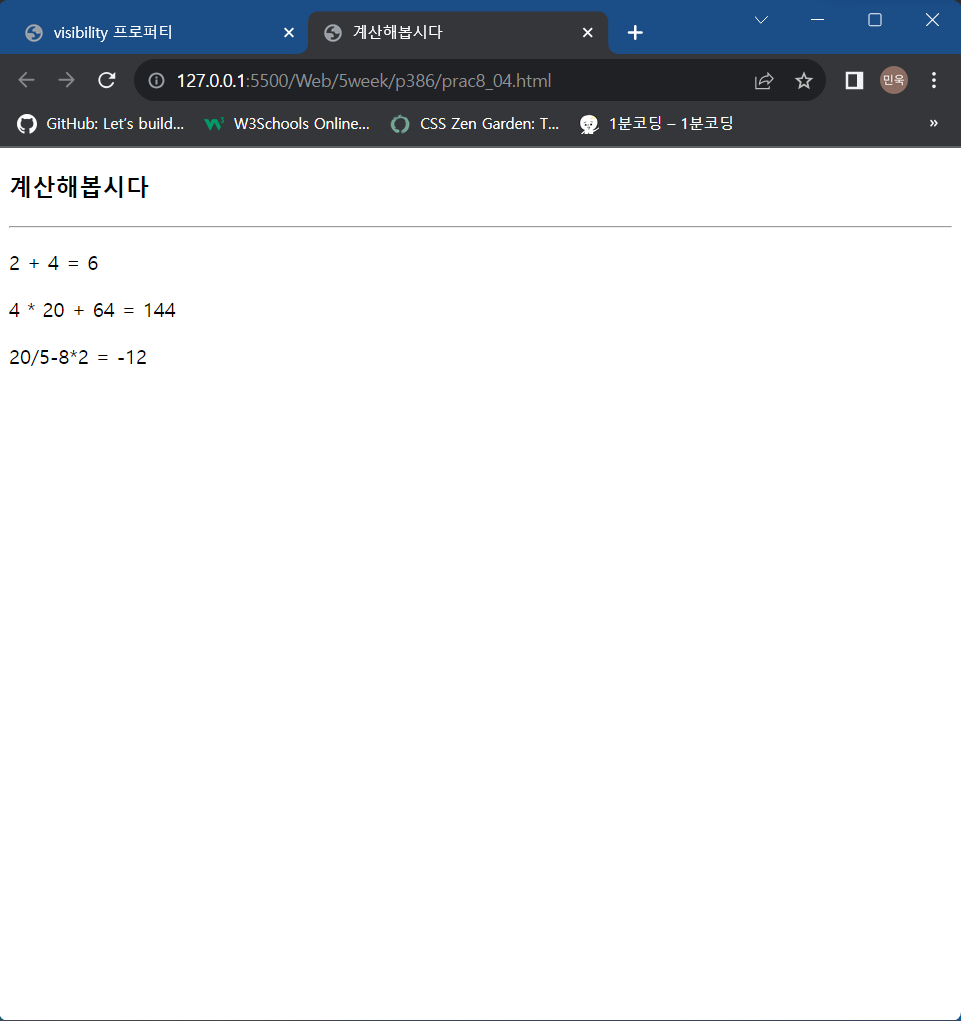 visibility 프로퍼티
계산해봅시다
127.0.0.1:5500/Web/5week/p386/prac8_04.html
민욱
GitHub: Let's build...
W3Schools Online...
CSS Zen Garden: T...
1분코딩 – 1분코딩
»
계산해봅시다
2 + 4 = 6
4 * 20 + 64 = 144
20/5-8*2 = -12